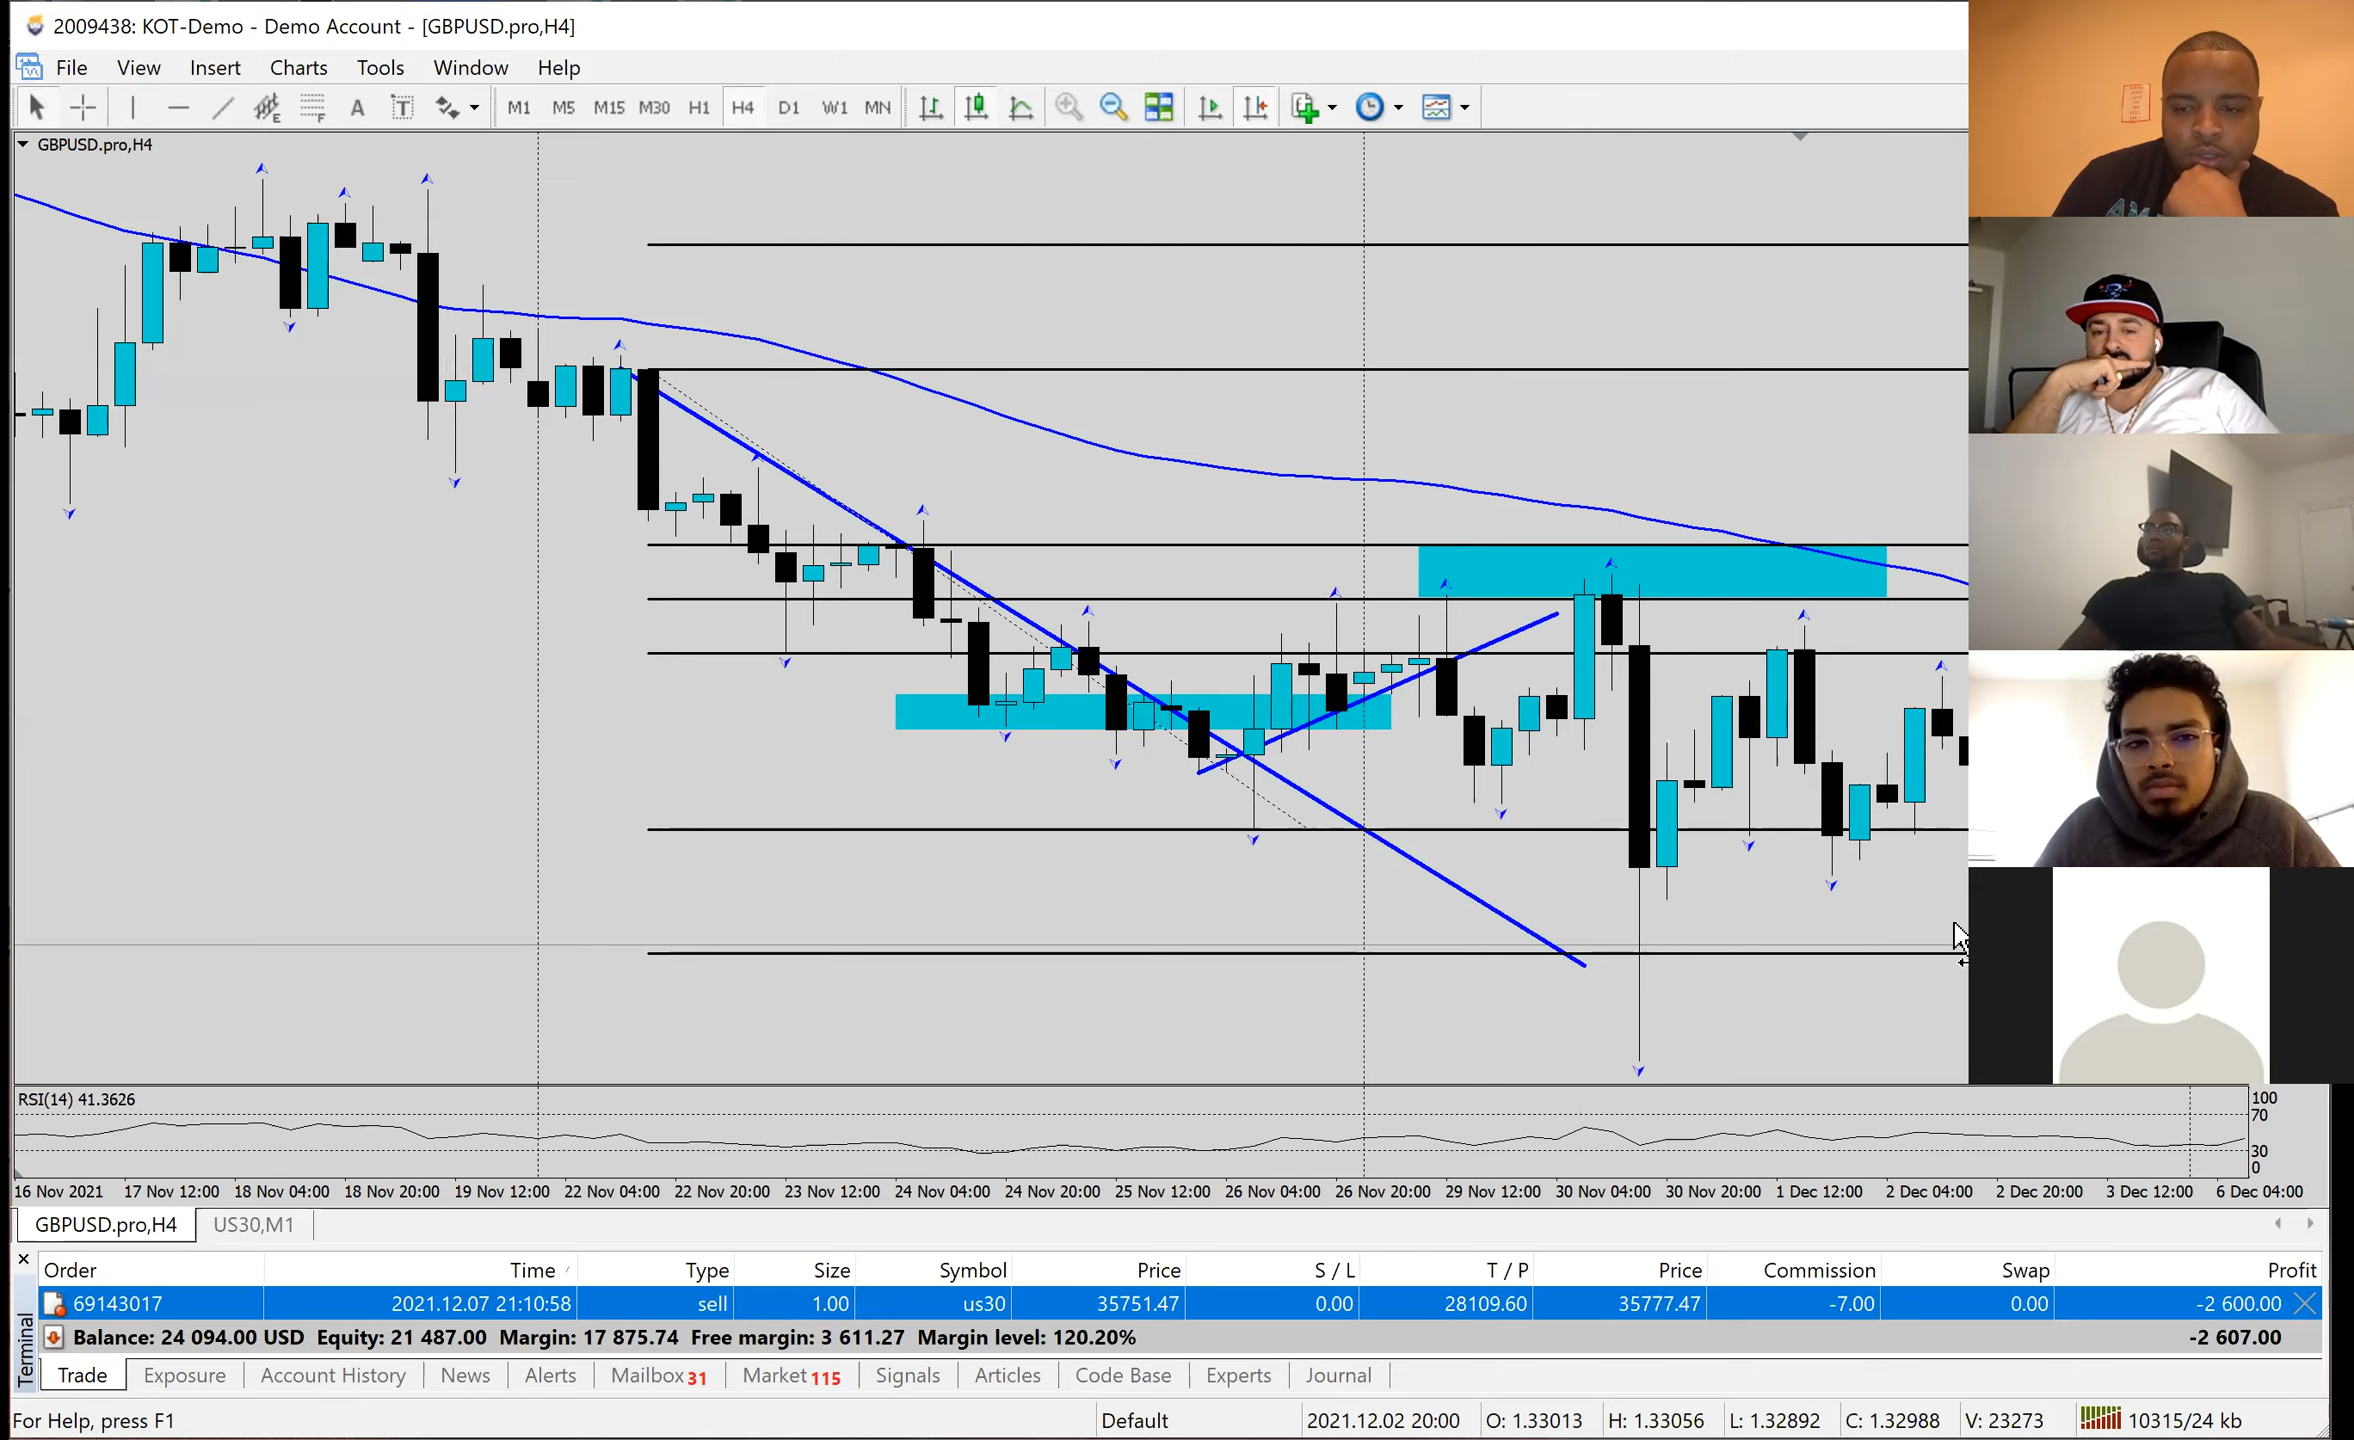 2009438: KOT-Demo - Demo Account - [GBPUSD.pro,H4]
File View Insert Charts Tools Window Help
A T M1 M5 M15 M30 H1 H4 D1 W1 MN
GBPUSD.pro,H4
RSI(14) 41.3626
100
70
30
0
16 Nov 2021 17 Nov 12:00 18 Nov 04:00 18 Nov 20:00 19 Nov 12:00 22 Nov 04:00 22 Nov 20:00 23 Nov 12:00 24 Nov 04:00 24 Nov 20:00 25 Nov 12:00 26 Nov 04:00 26 Nov 20:00 29 Nov 12:00 30 Nov 04:00 30 Nov 20:00 1 Dec 12:00 2 Dec 04:00 2 Dec 20:00 3 Dec 12:00 6 Dec 04:00
GBPUSD.pro,H4 US30,M1
Order Time Type Size Symbol Price S / L T / P Price Commission Swap Profit
69143017 2021.12.07 21:10:58 sell 1.00 us30 35751.47 0.00 28109.60 35777.47 -7.00 0.00 -2 600.00
Balance: 24 094.00 USD Equity: 21 487.00 Margin: 17 875.74 Free margin: 3 611.27 Margin level: 120.20% -2 607.00
Terminal
Trade Exposure Account History News Alerts Mailbox 31 Market 115 Signals Articles Code Base Experts Journal
For Help, press F1 Default 2021.12.02 20:00 O: 1.33013 H: 1.33056 L: 1.32892 C: 1.32988 V: 23273 10315/24 kb